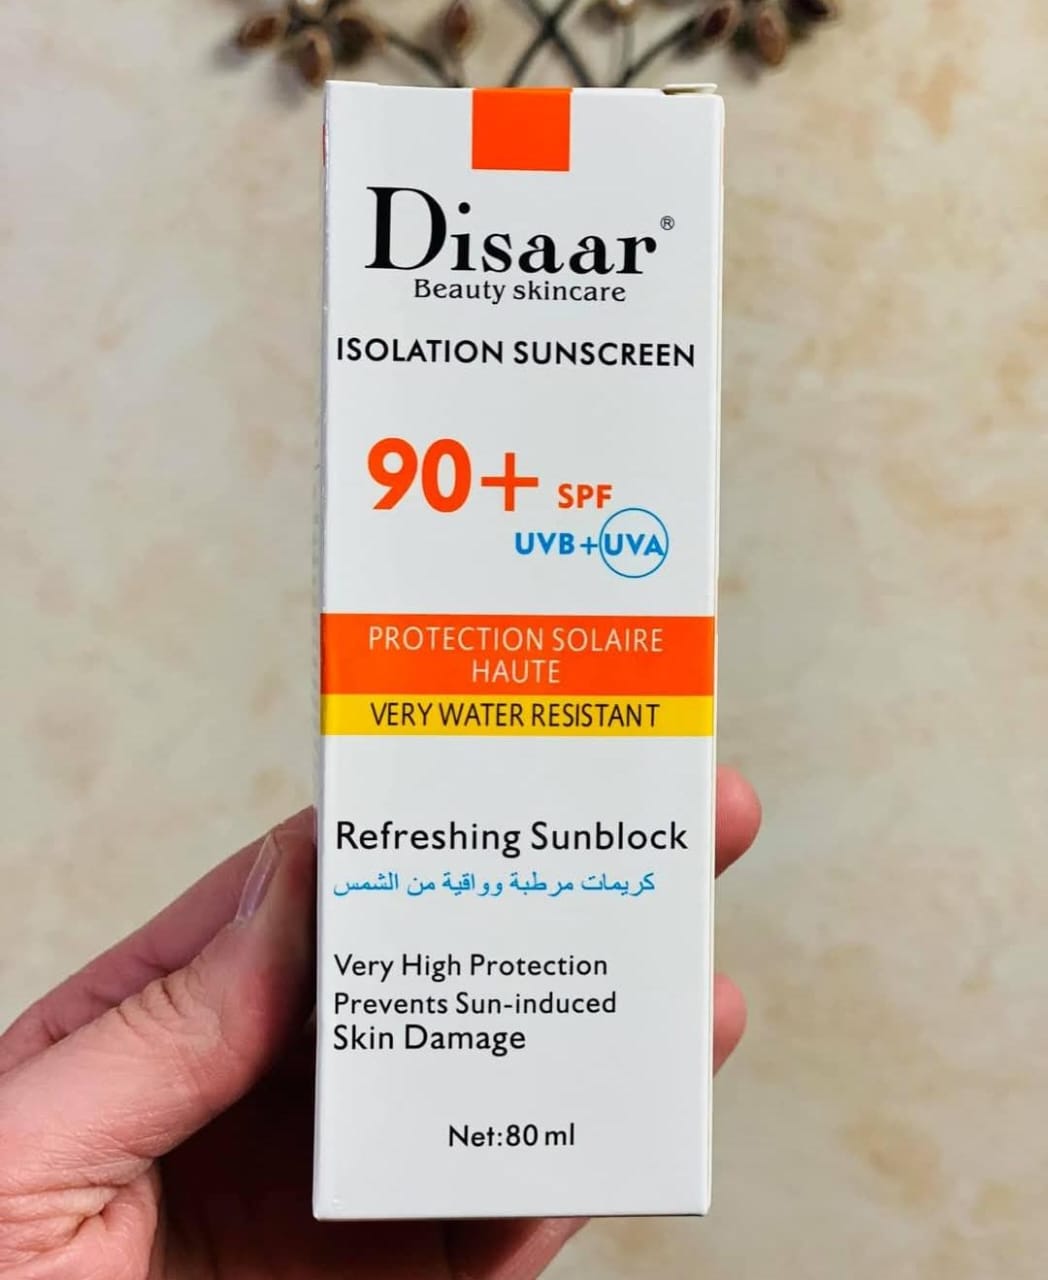 Disaar®
Beauty skincare
ISOLATION SUNSCREEN
90+ SPF
UVB+UVA
PROTECTION SOLAIRE
HAUTE
VERY WATER RESISTANT
Refreshing Sunblock
كريمات مرطبة وواقية من الشمس
Very High Protection
Prevents Sun-induced
Skin Damage
Net:80 ml